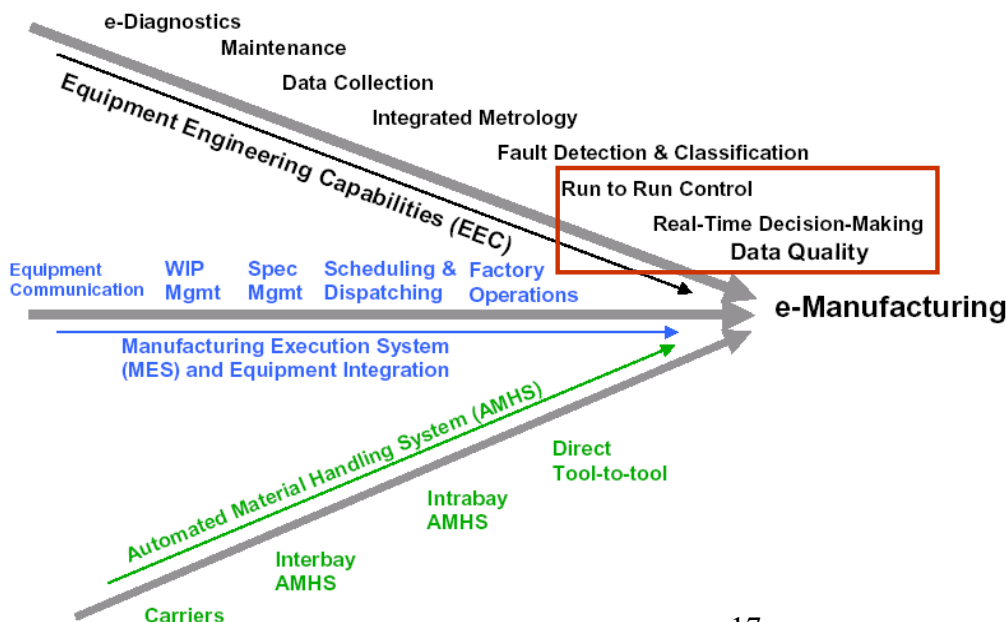 e-Diagnostics
Maintenance
Data Collection
Integrated Metrology
Fault Detection & Classification
Run to Run Control
Real-Time Decision-Making
Data Quality
Equipment Engineering Capabilities (EEC)
Equipment
Communication
WIP
Mgmt
Spec
Mgmt
Scheduling &
Dispatching
Factory
Operations
e-Manufacturing
Manufacturing Execution System
(MES) and Equipment Integration
Automated Material Handling System (AMHS)
Direct
Tool-to-tool
Intrabay
AMHS
Interbay
AMHS
Carriers
17